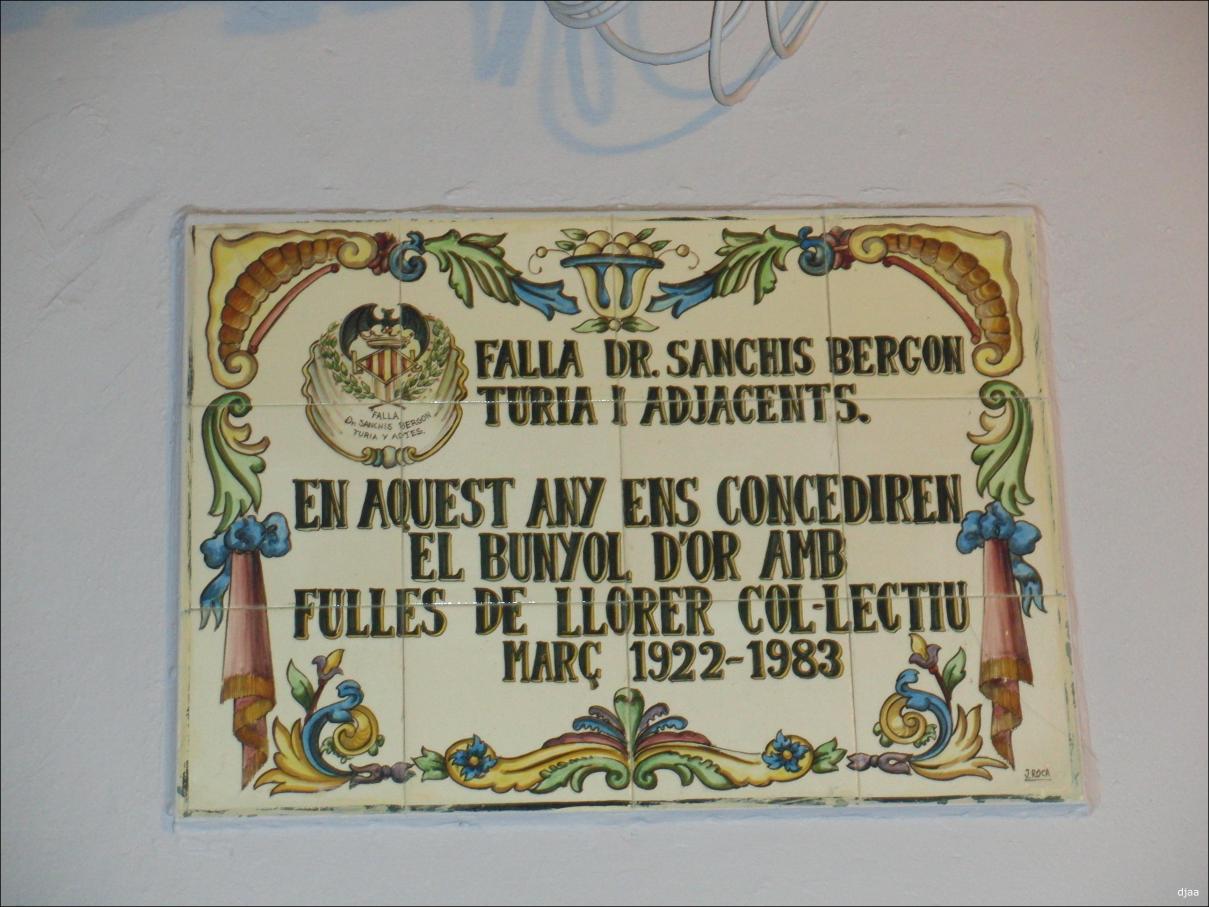 FALLA DR. SANCHIS BERGON
TURIA I ADJACENTS.
FALLA
Dr. SANCHIS BERGON
TURIA Y ADTES.
EN AQUEST ANY ENS CONCEDIREN
EL BUNYOL D'OR AMB
FULLES DE LLORER COL-LECTIU
MARÇ 1922-1983
J. ROCA
djaa